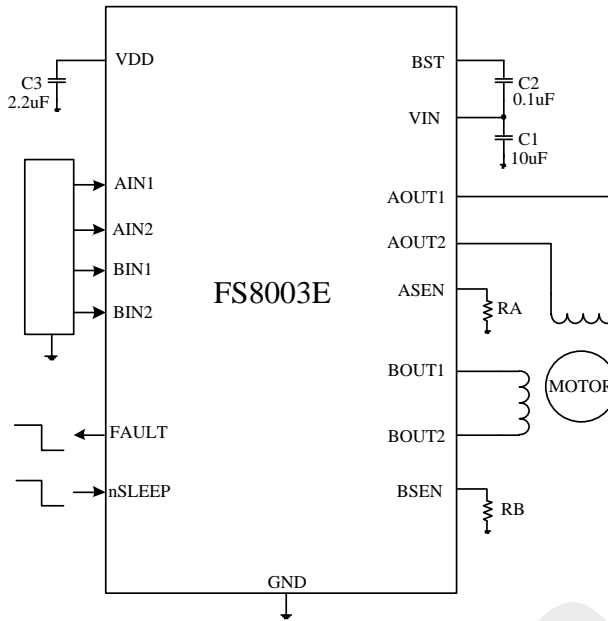 VDD
C3
2.2uF
AIN1
AIN2
BIN1
BIN2
FAULT
nSLEEP
FS8003E
GND
BST
C2
0.1uF
VIN
C1
10uF
AOUT1
AOUT2
ASEN
RA
BOUT1
MOTOR
BOUT2
BSEN
RB